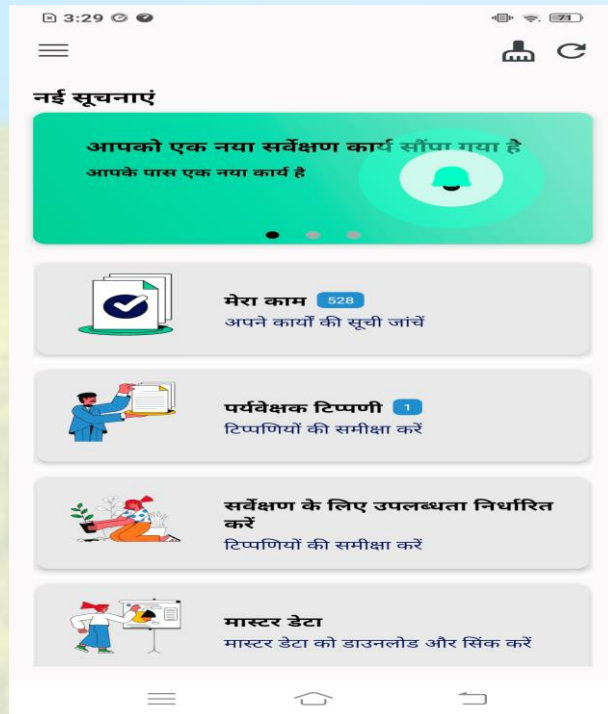 3:29
71
नई सूचनाएं
आपको एक नया सर्वेक्षण कार्य सौंपा गया है
आपके पास एक नया कार्य है
मेरा काम 528
अपने कार्यों की सूची जांचें
पर्यवेक्षक टिप्पणी 1
टिप्पणियों की समीक्षा करें
सर्वेक्षण के लिए उपलब्धता निर्धारित
करें
टिप्पणियों की समीक्षा करें
मास्टर डेटा
मास्टर डेटा को डाउनलोड और सिंक करें